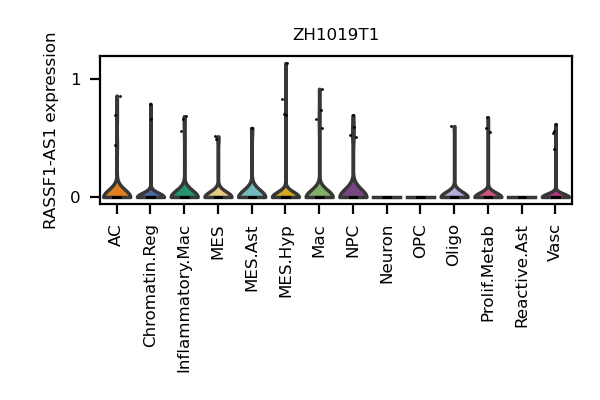 ZH1019T1
RASSF1-AS1 expression
1
0
AC
Chromatin.Reg
Inflammatory.Mac
MES
MES.Ast
MES.Hyp
Mac
NPC
Neuron
OPC
Oligo
Prolif.Metab
Reactive.Ast
Vasc